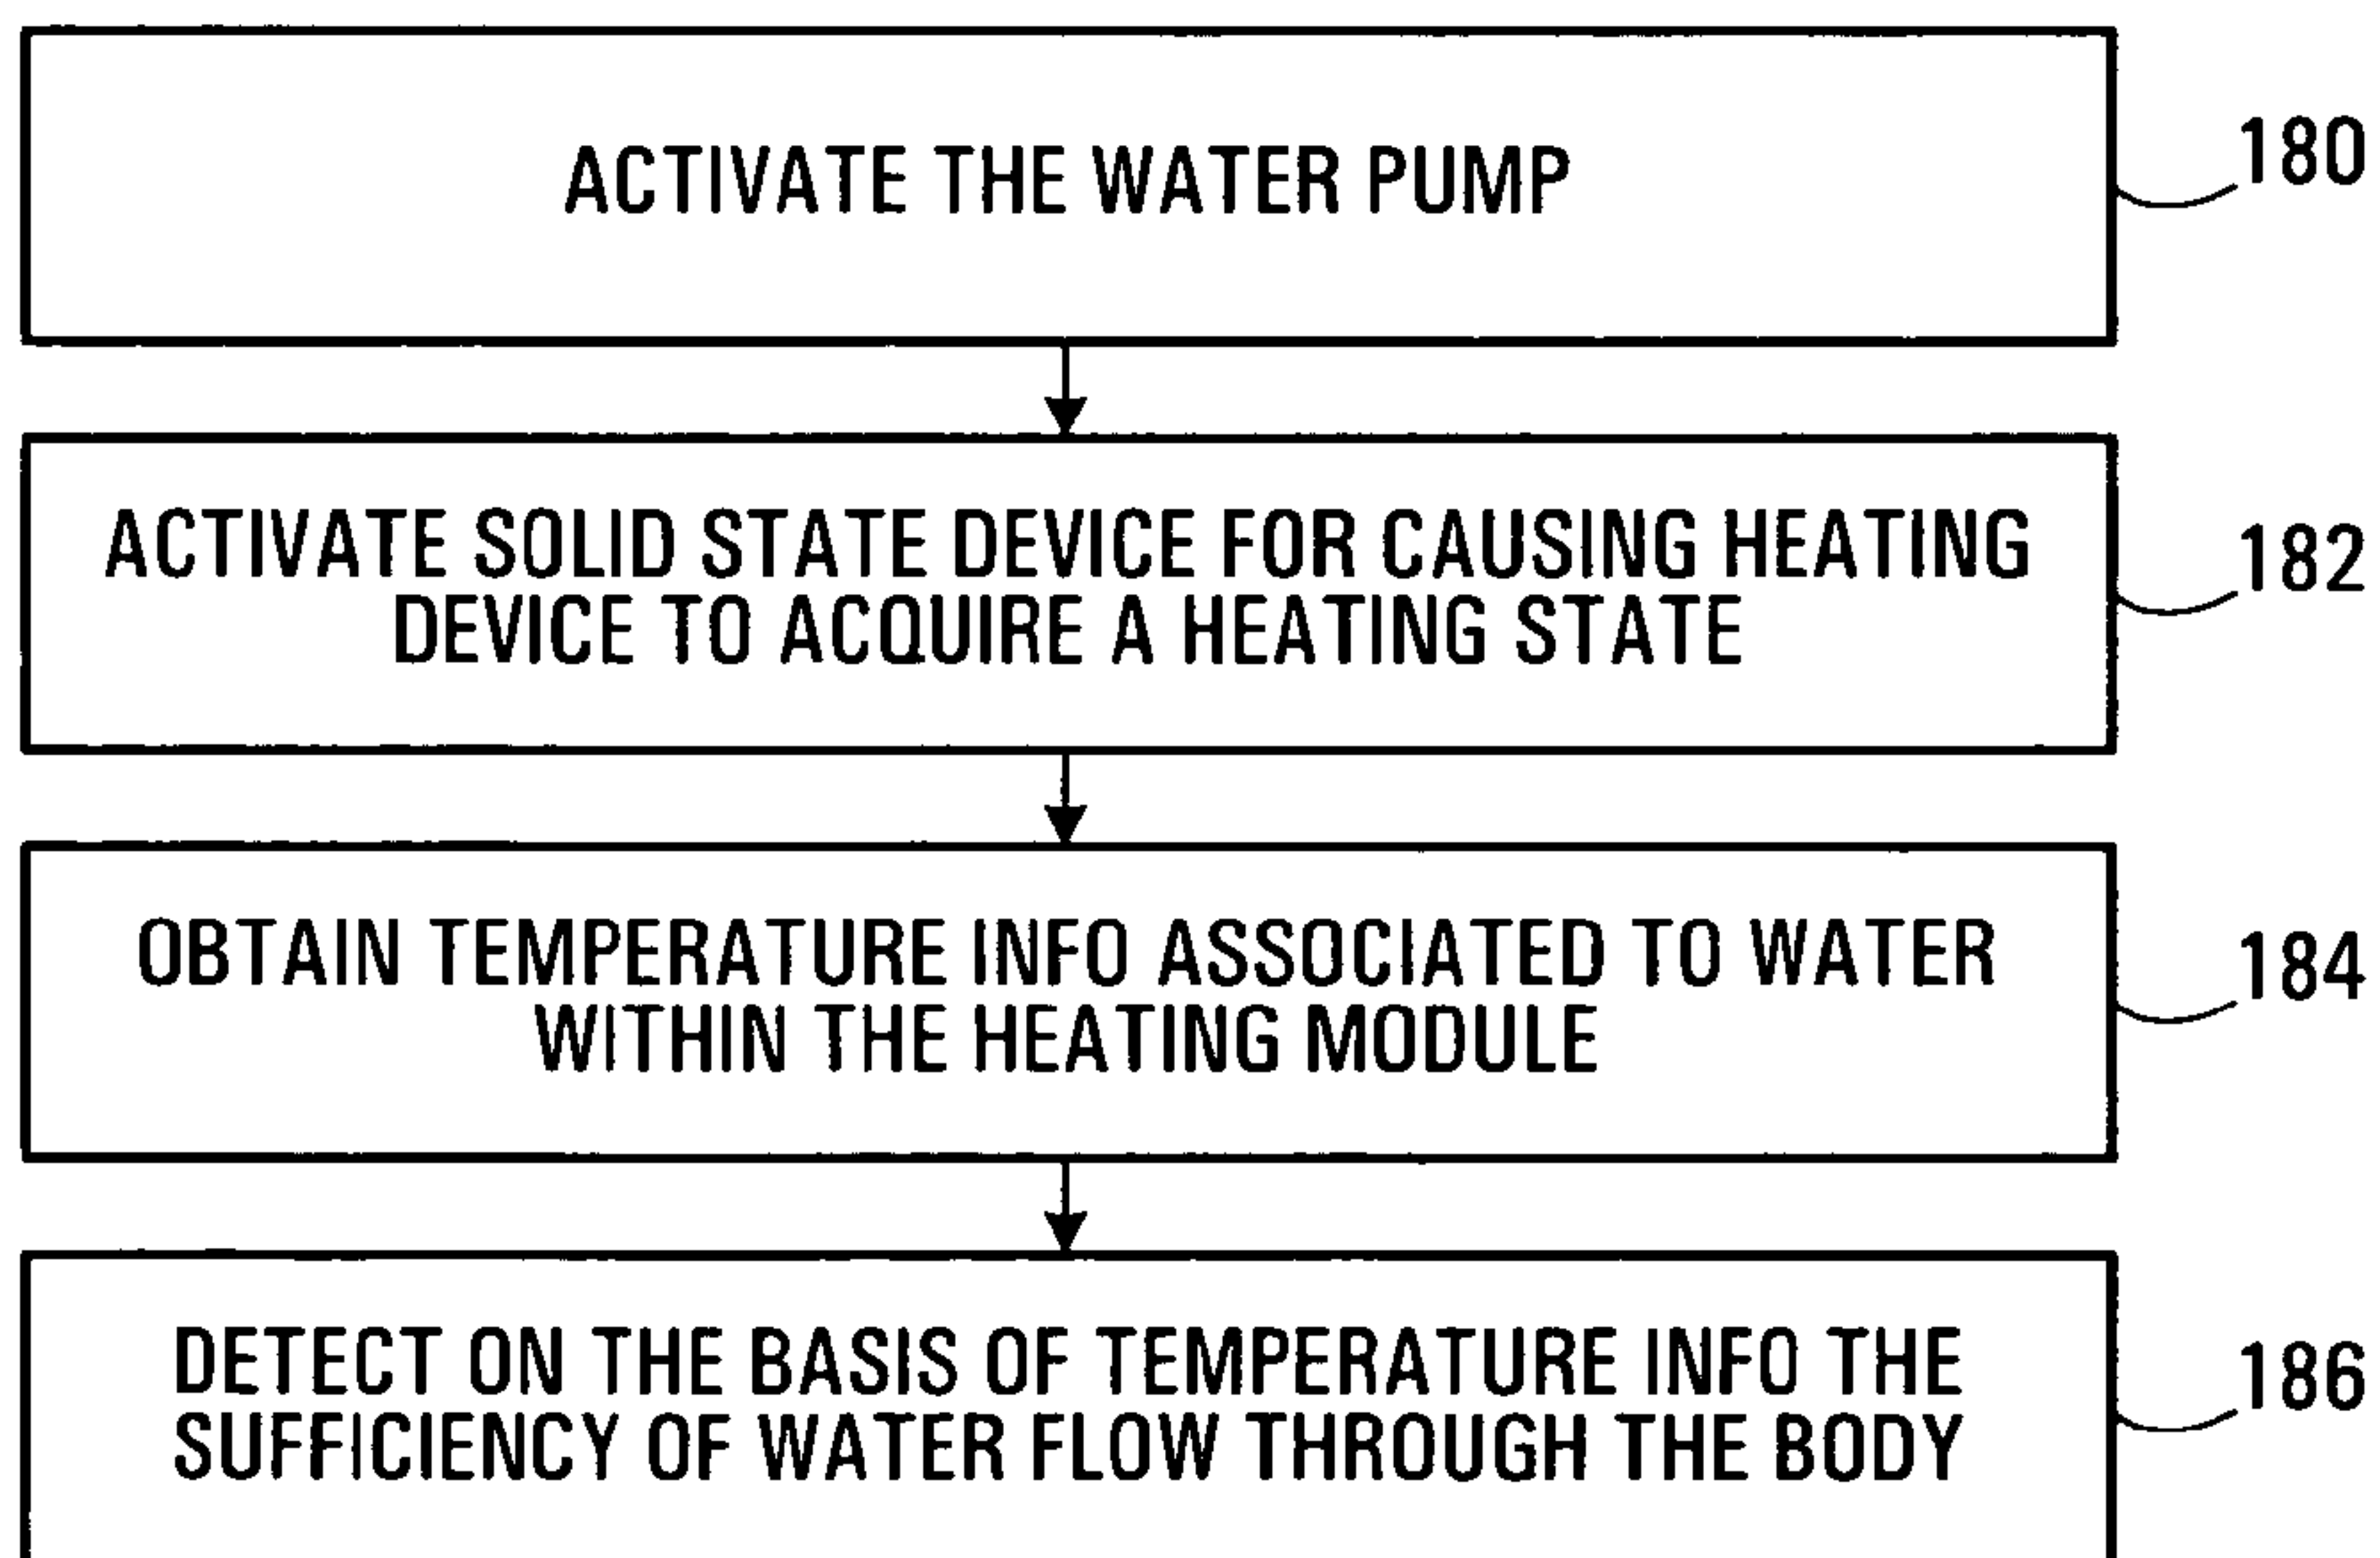 ACTIVATE THE WATER PUMP
180
ACTIVATE SOLID STATE DEVICE FOR CAUSING HEATING
DEVICE TO ACQUIRE A HEATING STATE
182
OBTAIN TEMPERATURE INFO ASSOCIATED TO WATER
WITHIN THE HEATING MODULE
184
DETECT ON THE BASIS OF TEMPERATURE INFO THE
SUFFICIENCY OF WATER FLOW THROUGH THE BODY
186